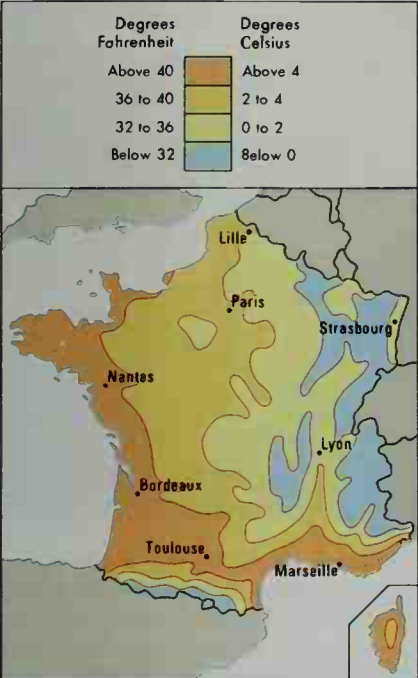 Degrees Fahrenheit
Degrees Celsius
Above 40 Above 4
36 to 40 2 to 4
32 to 36 0 to 2
Below 32 8elow 0
Lille
Paris
Strasbourg
Nantes
Lyon
Bordeaux
Toulouse
Marseille